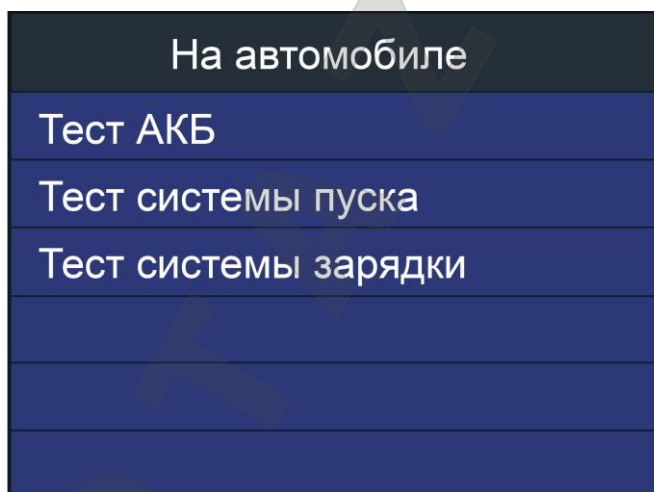 На автомобиле
Тест АКБ
Тест системы пуска
Тест системы зарядки